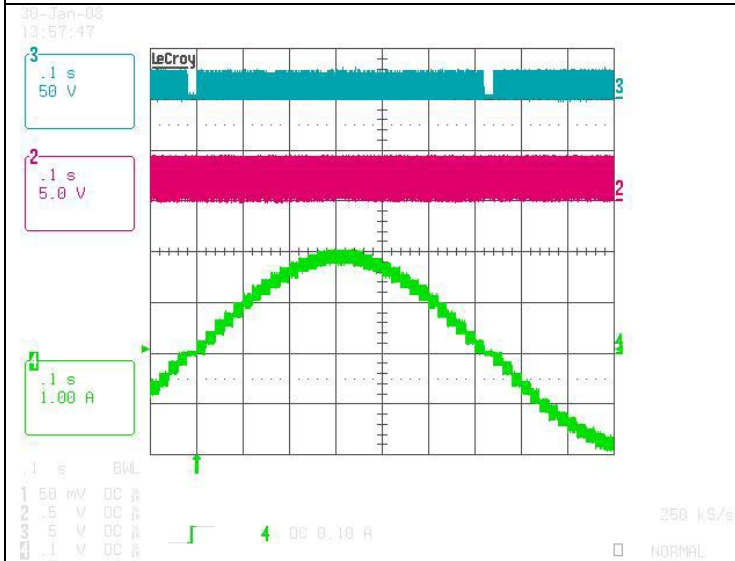 30-Jan-08
13:57:47
LeCroy
3
.1 s
50 V
3
2
.1 s
5.0 V
2
4
.1 s
1.00 A
4
.1 s BWL
1 50 mV DC
2 .5 V DC
3 5 V DC
4 .1 V DC
4 DC 0.10 A
250 kS/s
NORMAL